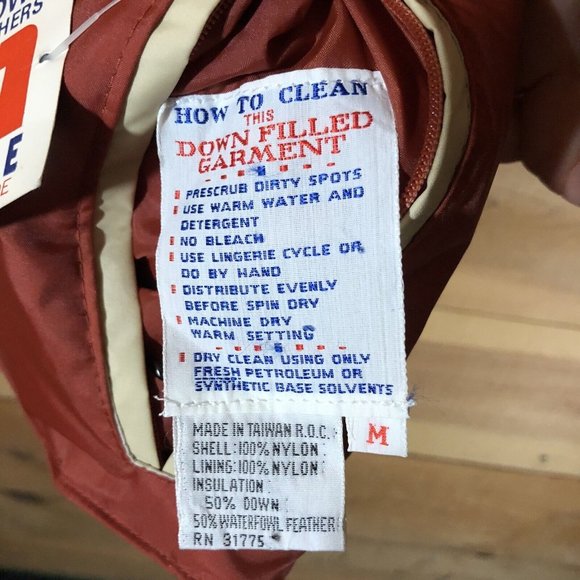 HERS
E
HOW TO CLEAN
THIS
DOWN FILLED
GARMENT
PRESCRUB DIRTY SPOTS
USE WARM WATER AND
DETERGENT
NO BLEACH
USE LINGERIE CYCLE OR
DO BY HAND
DISTRIBUTE EVENLY
BEFORE SPIN DRY
MACHINE DRY
WARM SETTING
DRY CLEAN USING ONLY
FRESH PETROLEUM OR
SYNTHETIC BASE SOLVENTS
M
MADE IN TAIWAN R.O.C.
SHELL:100% NYLON
LINING:100% NYLON
INSULATION:
50% DOWN
50% WATERFOWL FEATHER
RN 31775